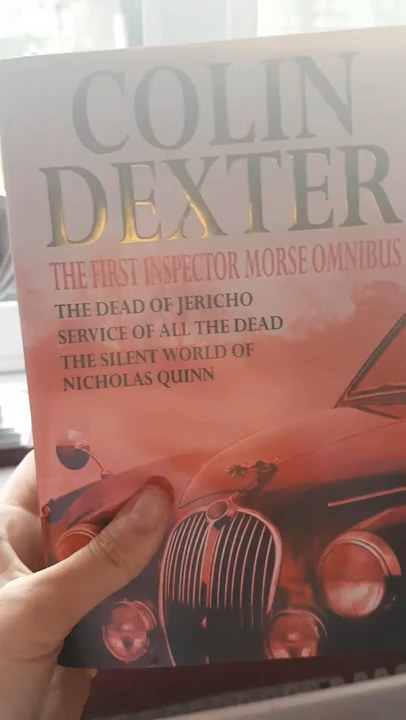 COLIN
DEXTER
THE FIRST INSPECTOR MORSE OMNIBUS
THE DEAD OF JERICHO
SERVICE OF ALL THE DEAD
THE SILENT WORLD OF
NICHOLAS QUINN